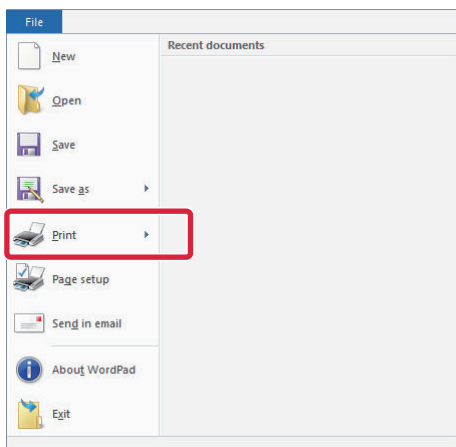 File
Recent documents
New
Open
Save
Save as
Print
Page setup
Send in email
About WordPad
Exit